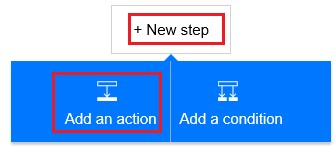 + New step
Add an action
Add a condition